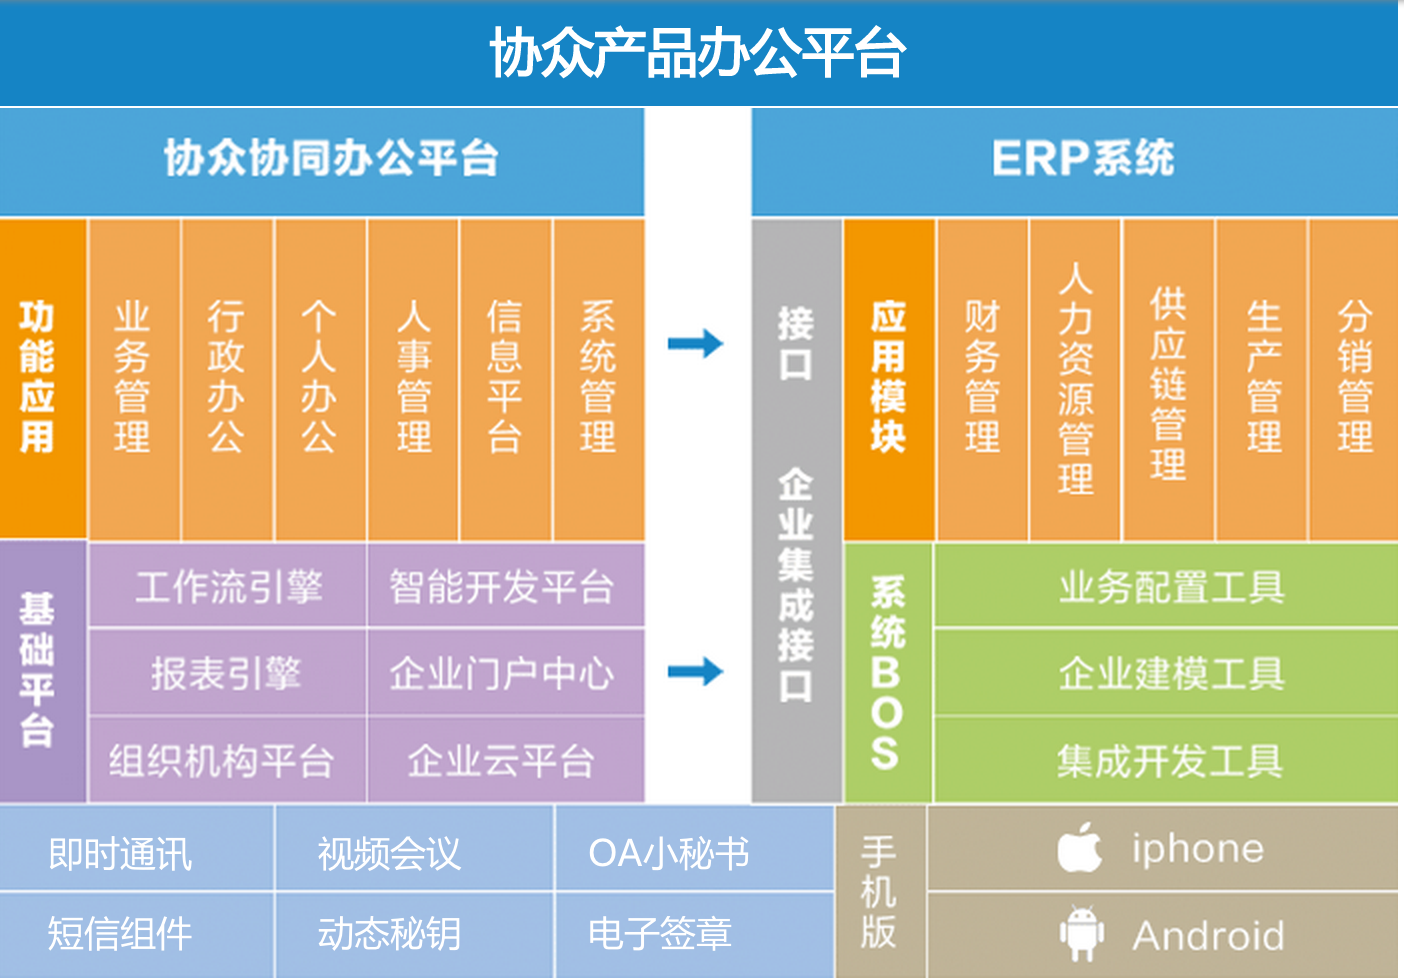 协众产品办公平台
协众协同办公平台
ERP系统
功能应用
业务管理
行政办公
个人办公
人事管理
信息平台
系统管理
接口
企业集成接口
应用模块
财务管理
人力资源管理
供应链管理
生产管理
分销管理
基础平台
工作流引擎
智能开发平台
报表引擎
企业门户中心
组织机构平台
企业云平台
系统BOS
业务配置工具
企业建模工具
集成开发工具
即时通讯
视频会议
OA小秘书
短信组件
动态秘钥
电子签章
手机版
iphone
Android